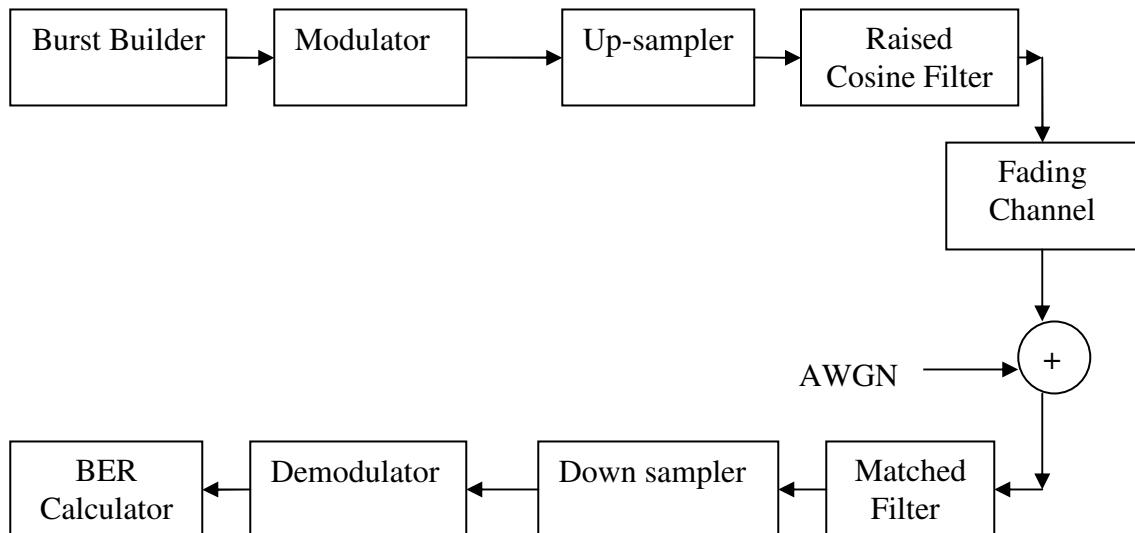 Burst Builder
Modulator
Up-sampler
Raised
Cosine Filter
Fading
Channel
+
AWGN
BER
Calculator
Demodulator
Down sampler
Matched
Filter